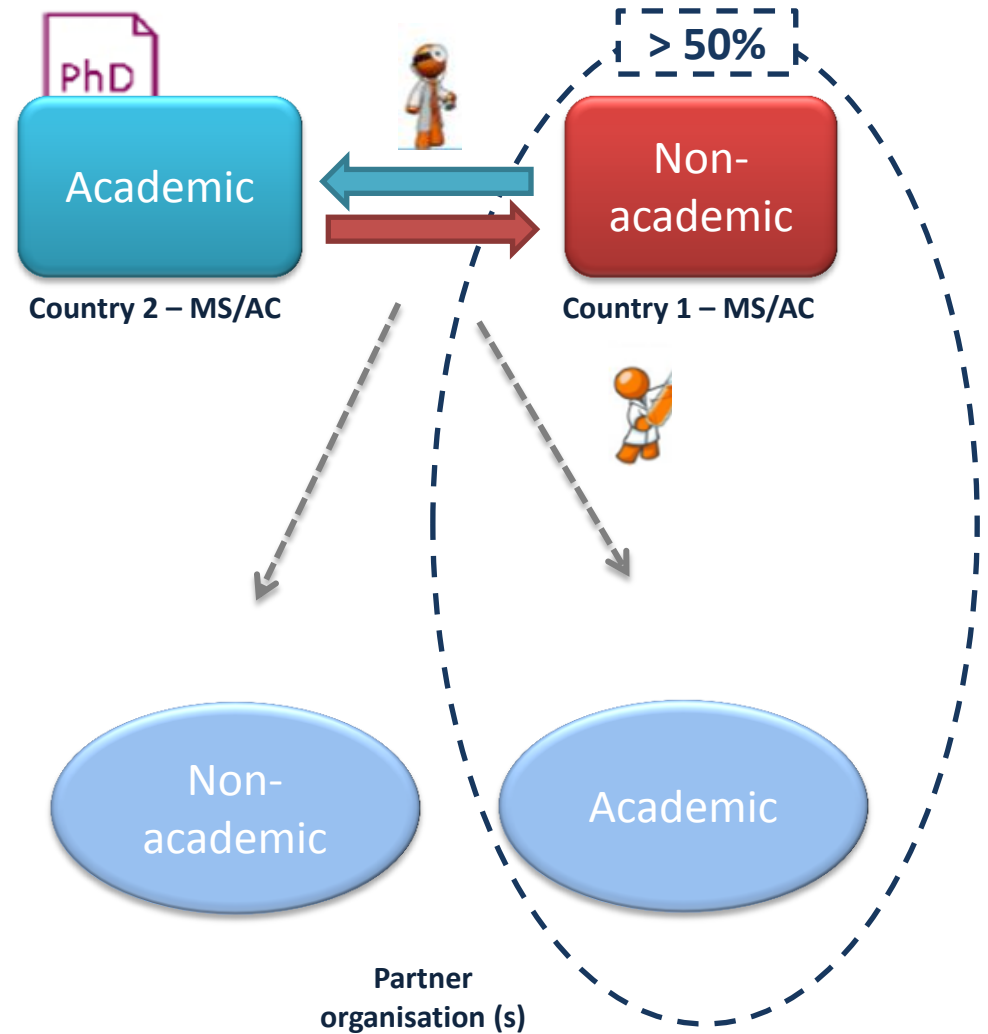 PhD
> 50%
Academic
Non-
academic
Country 2 – MS/AC
Country 1 – MS/AC
Non-
academic
Academic
Partner
organisation (s)